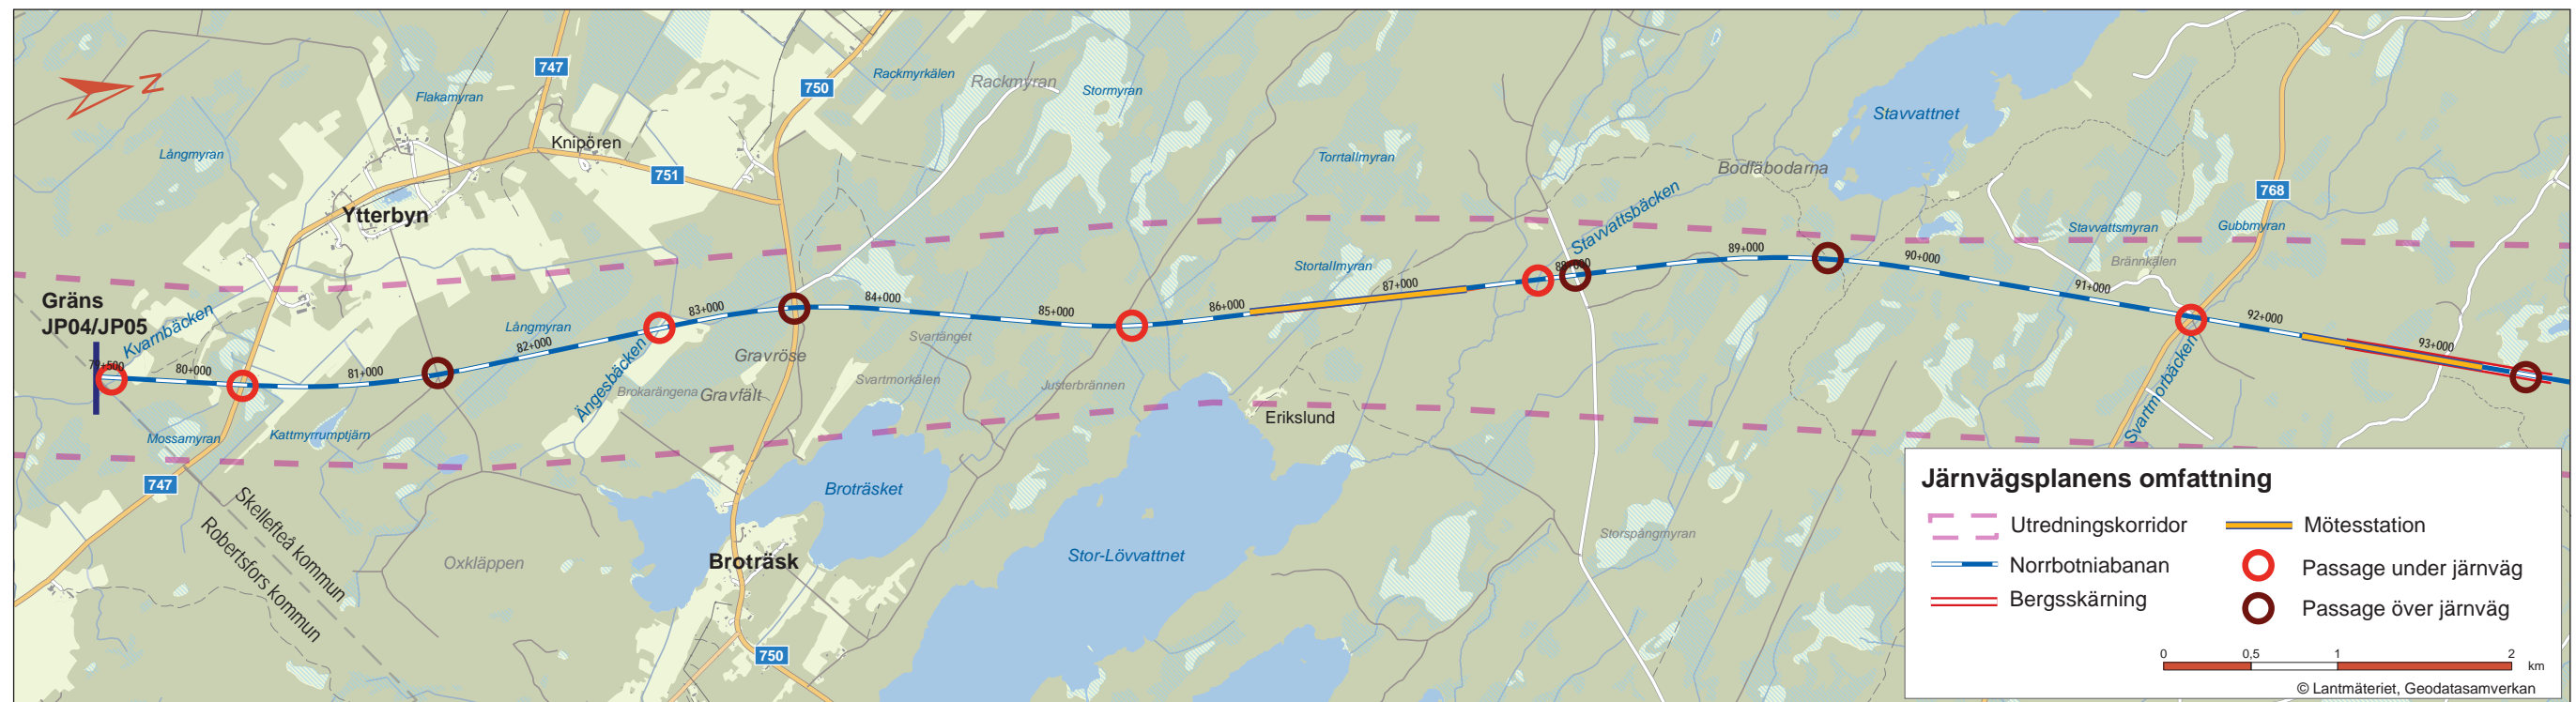 N
747
750
Rackmyrkälen
Rackmyran
Stormyran
Flakamyran
Stavvattnet
Långmyran
Knipören
751
Torrtallmyran
Bodfäbodarna
768
Ytterbyn
Stavvattsbäcken
Stavvattsmyran
Gubbmyran
Brännkälen
Gräns
JP04/JP05
Kvarnbäcken
80+000
81+000
82+000
83+000
84+000
85+000
86+000
87+000
89+000
90+000
91+000
92+000
93+000
Långmyran
Stortallmyran
Ängesbäcken
Gravröse
Svartänget
Brokarängena
Gravfält
Svartmorkälen
Justerbrännen
Erikslund
Svartmorbäcken
Mossamyran
Kattmyrrumptjärn
747
Skellefteå kommun
Robertsfors kommun
Broträsket
Oxkläppen
Broträsk
Stor-Lövvattnet
Storspångmyran
750
Järnvägsplanens omfattning
Utredningskorridor
Mötesstation
Norrbotniabanan
Passage under järnväg
Bergsskärning
Passage över järnväg
0 0,5 1 2 km
© Lantmäteriet, Geodatasamverkan